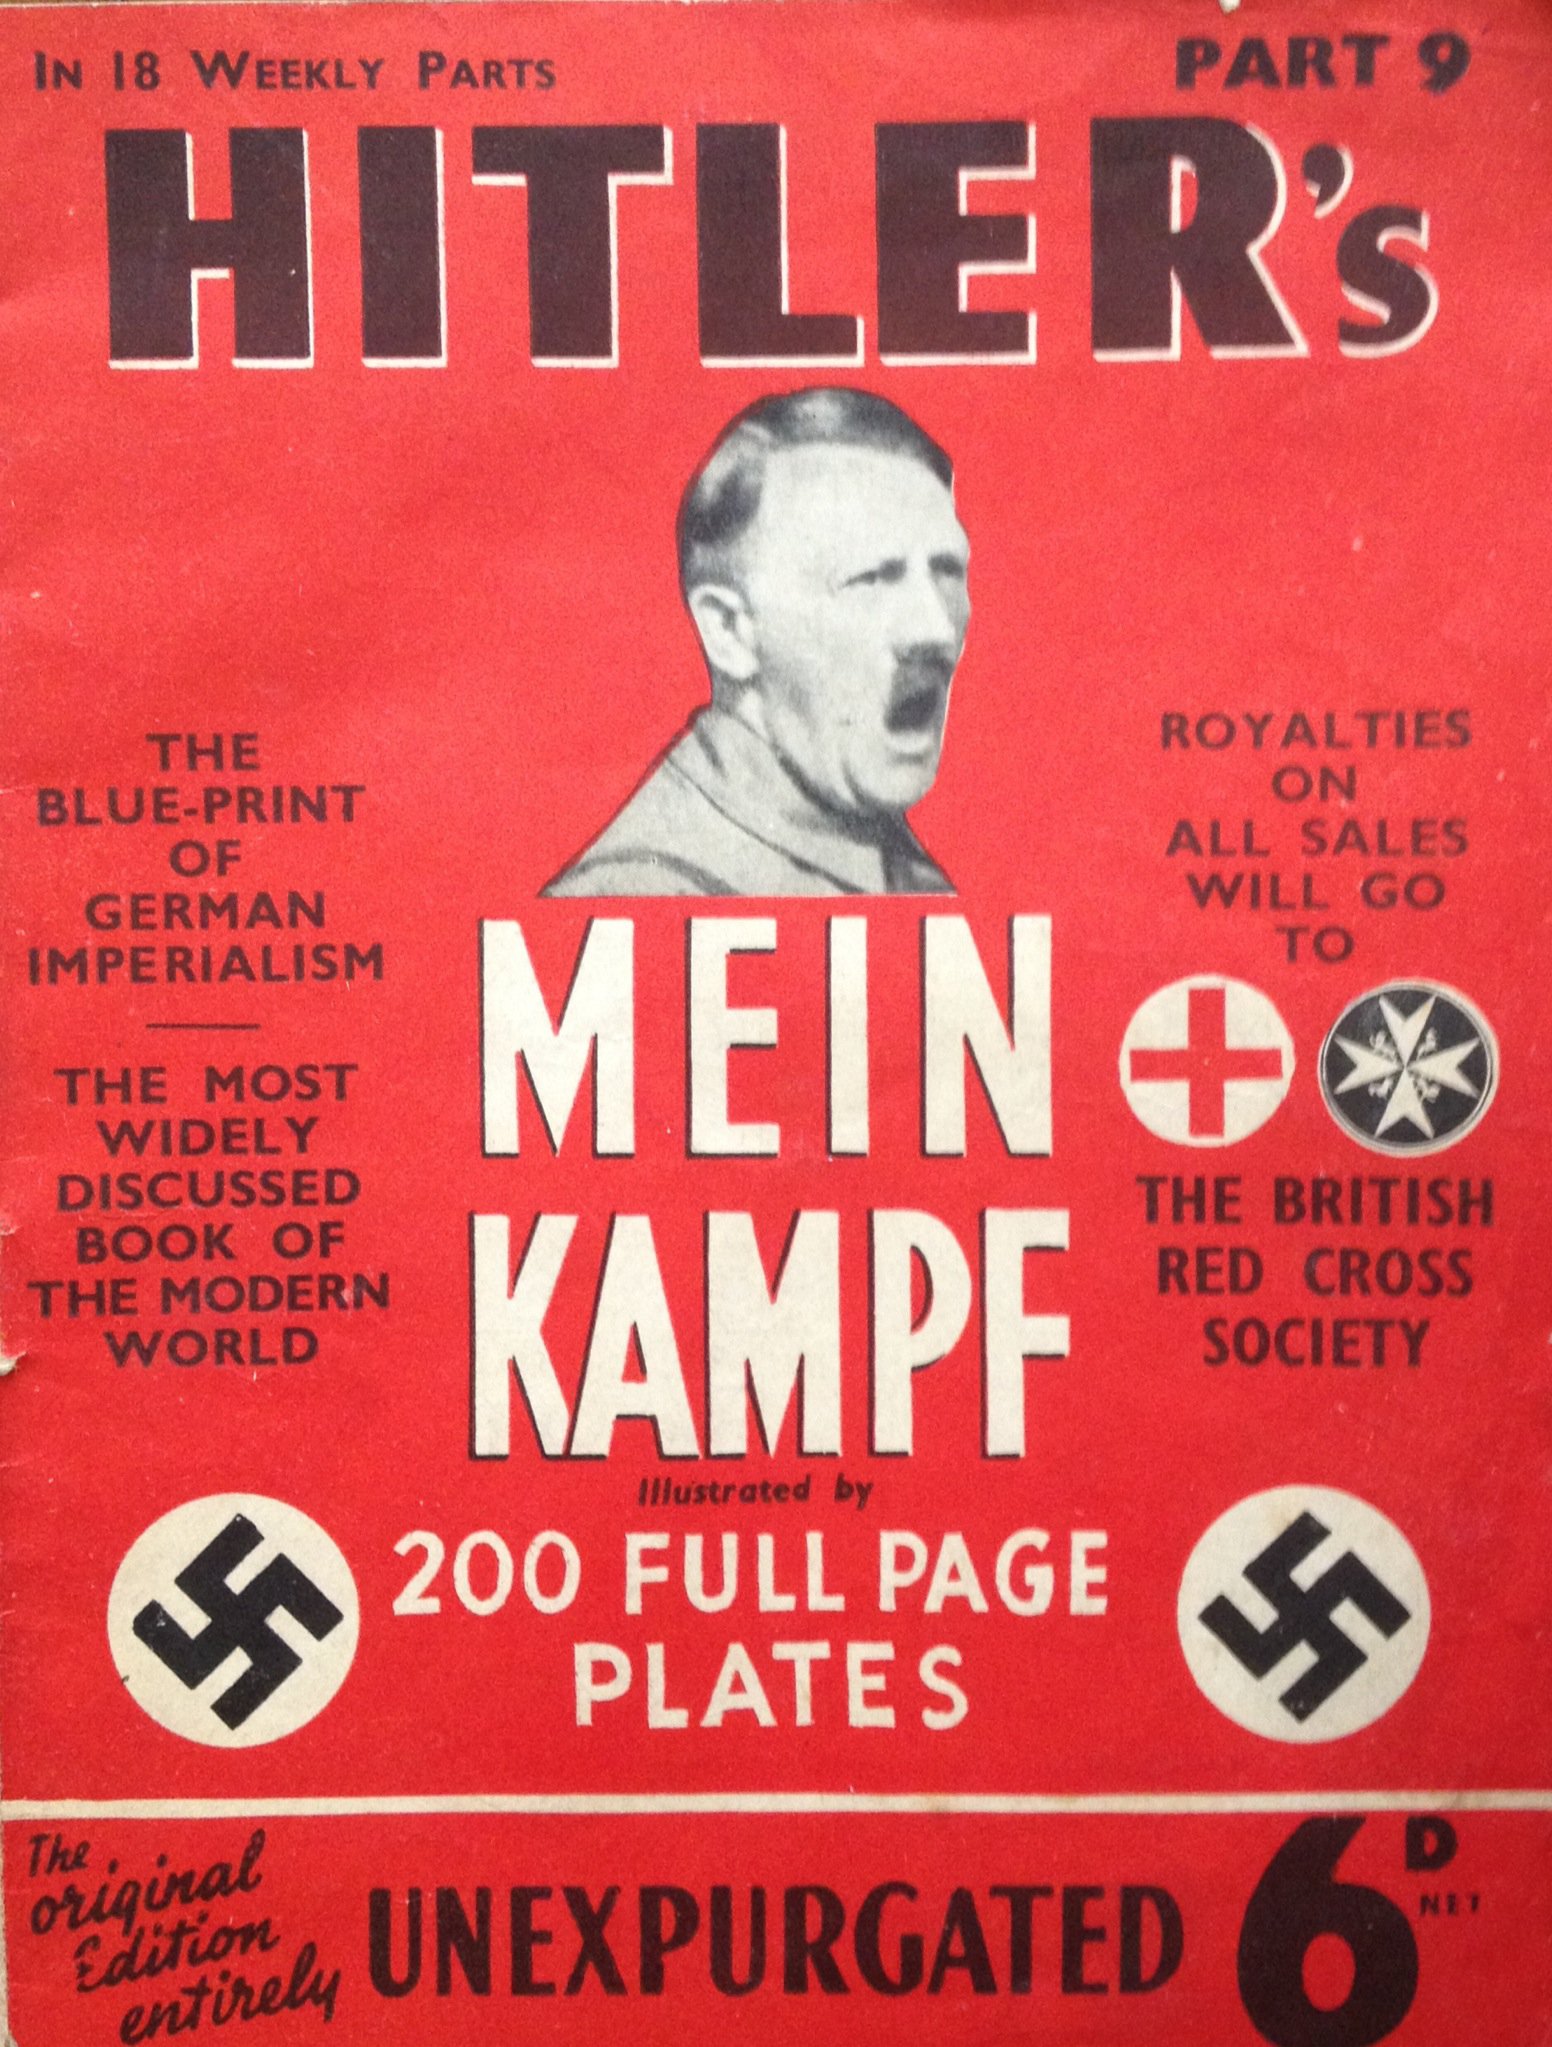 IN 18 WEEKLY PARTS
PART 9
HITLER's
THE
BLUE-PRINT
OF
GERMAN
IMPERIALISM
THE MOST
WIDELY
DISCUSSED
BOOK OF
THE MODERN
WORLD
ROYALTIES
ON
ALL SALES
WILL GO
TO
THE BRITISH
RED CROSS
SOCIETY
MEIN
KAMPF
Illustrated by
200 FULL PAGE
PLATES
The
original
Edition
entirely
UNEXPURGATED
6D
NET